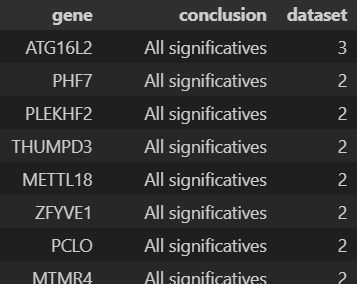 gene conclusion dataset
ATG16L2 All significatives 3
PHF7 All significatives 2
PLEKHF2 All significatives 2
THUMPD3 All significatives 2
METTL18 All significatives 2
ZFYVE1 All significatives 2
PCLO All significatives 2
MTMR4 All significatives 2